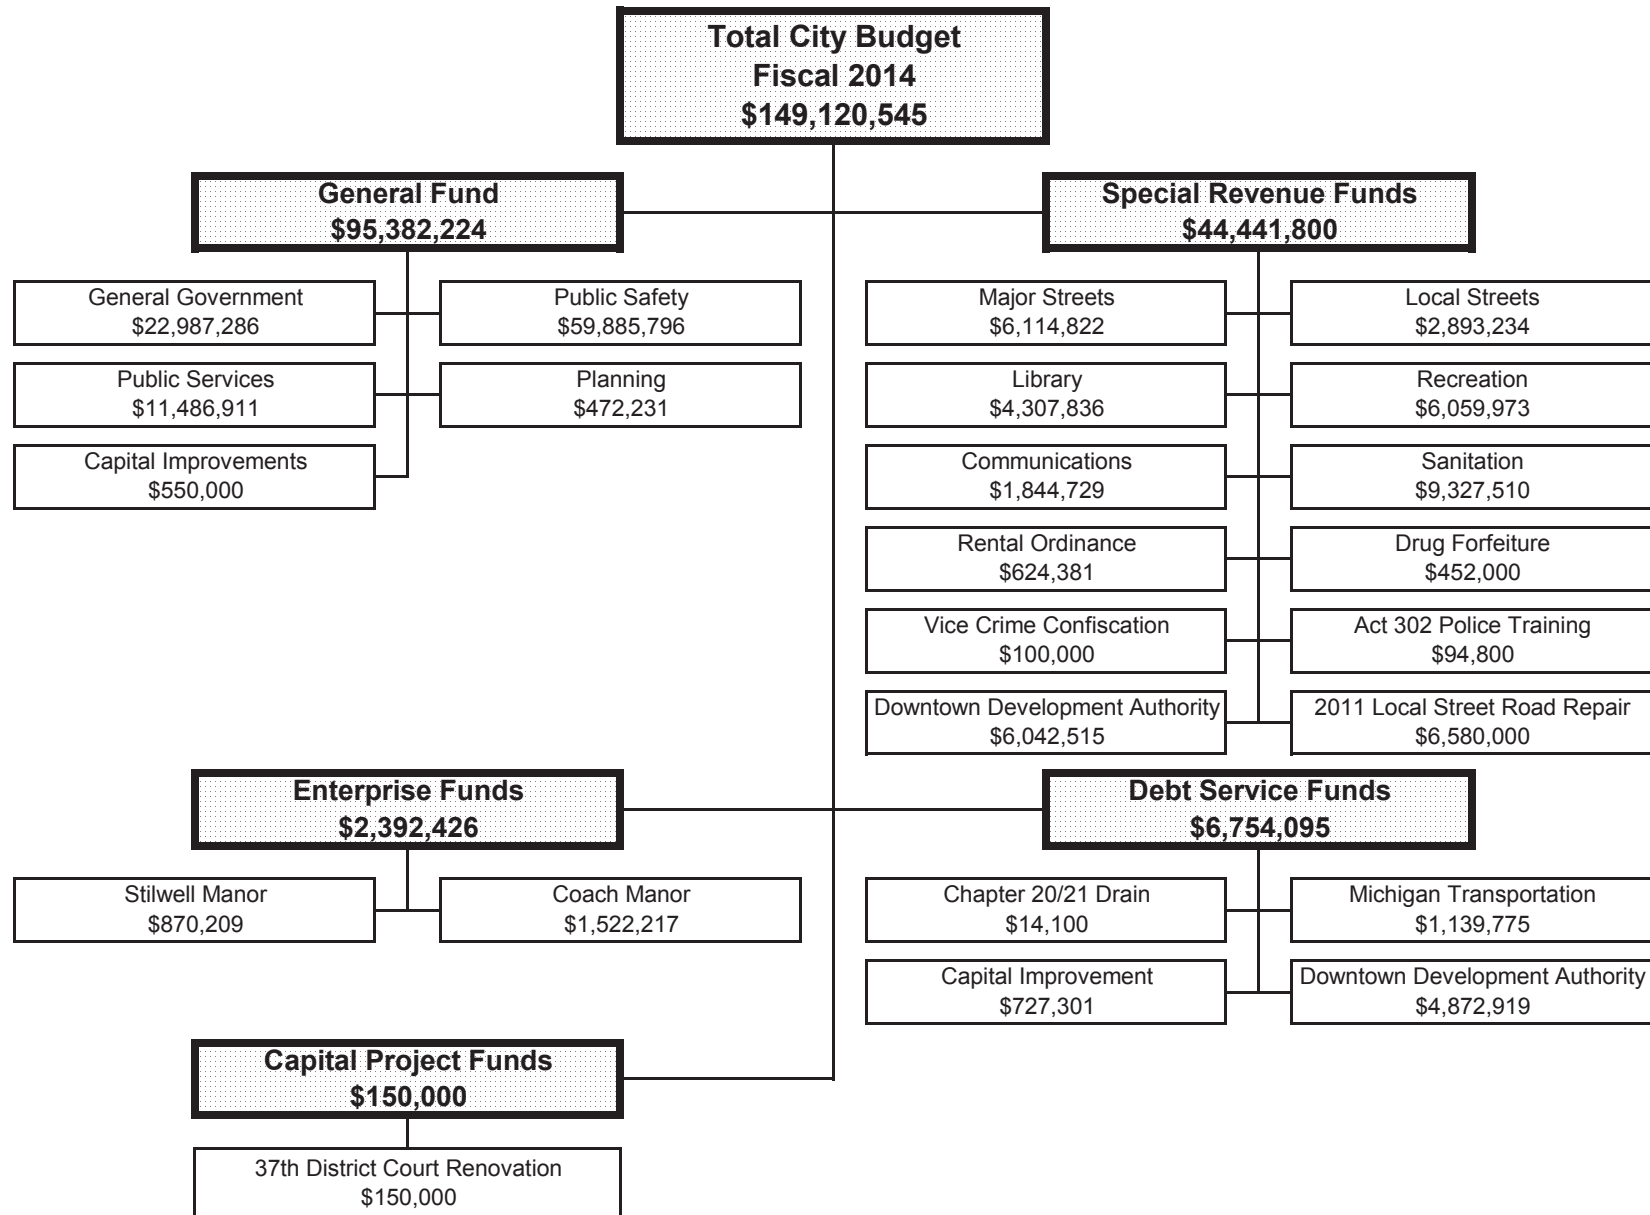 Total City Budget
Fiscal 2014
$149,120,545
General Fund
$95,382,224
Special Revenue Funds
$44,441,800
General Government
$22,987,286
Public Safety
$59,885,796
Public Services
$11,486,911
Planning
$472,231
Capital Improvements
$550,000
Major Streets
$6,114,822
Local Streets
$2,893,234
Library
$4,307,836
Recreation
$6,059,973
Communications
$1,844,729
Sanitation
$9,327,510
Rental Ordinance
$624,381
Drug Forfeiture
$452,000
Vice Crime Confiscation
$100,000
Act 302 Police Training
$94,800
Downtown Development Authority
$6,042,515
2011 Local Street Road Repair
$6,580,000
Enterprise Funds
$2,392,426
Debt Service Funds
$6,754,095
Stilwell Manor
$870,209
Coach Manor
$1,522,217
Chapter 20/21 Drain
$14,100
Michigan Transportation
$1,139,775
Capital Improvement
$727,301
Downtown Development Authority
$4,872,919
Capital Project Funds
$150,000
37th District Court Renovation
$150,000